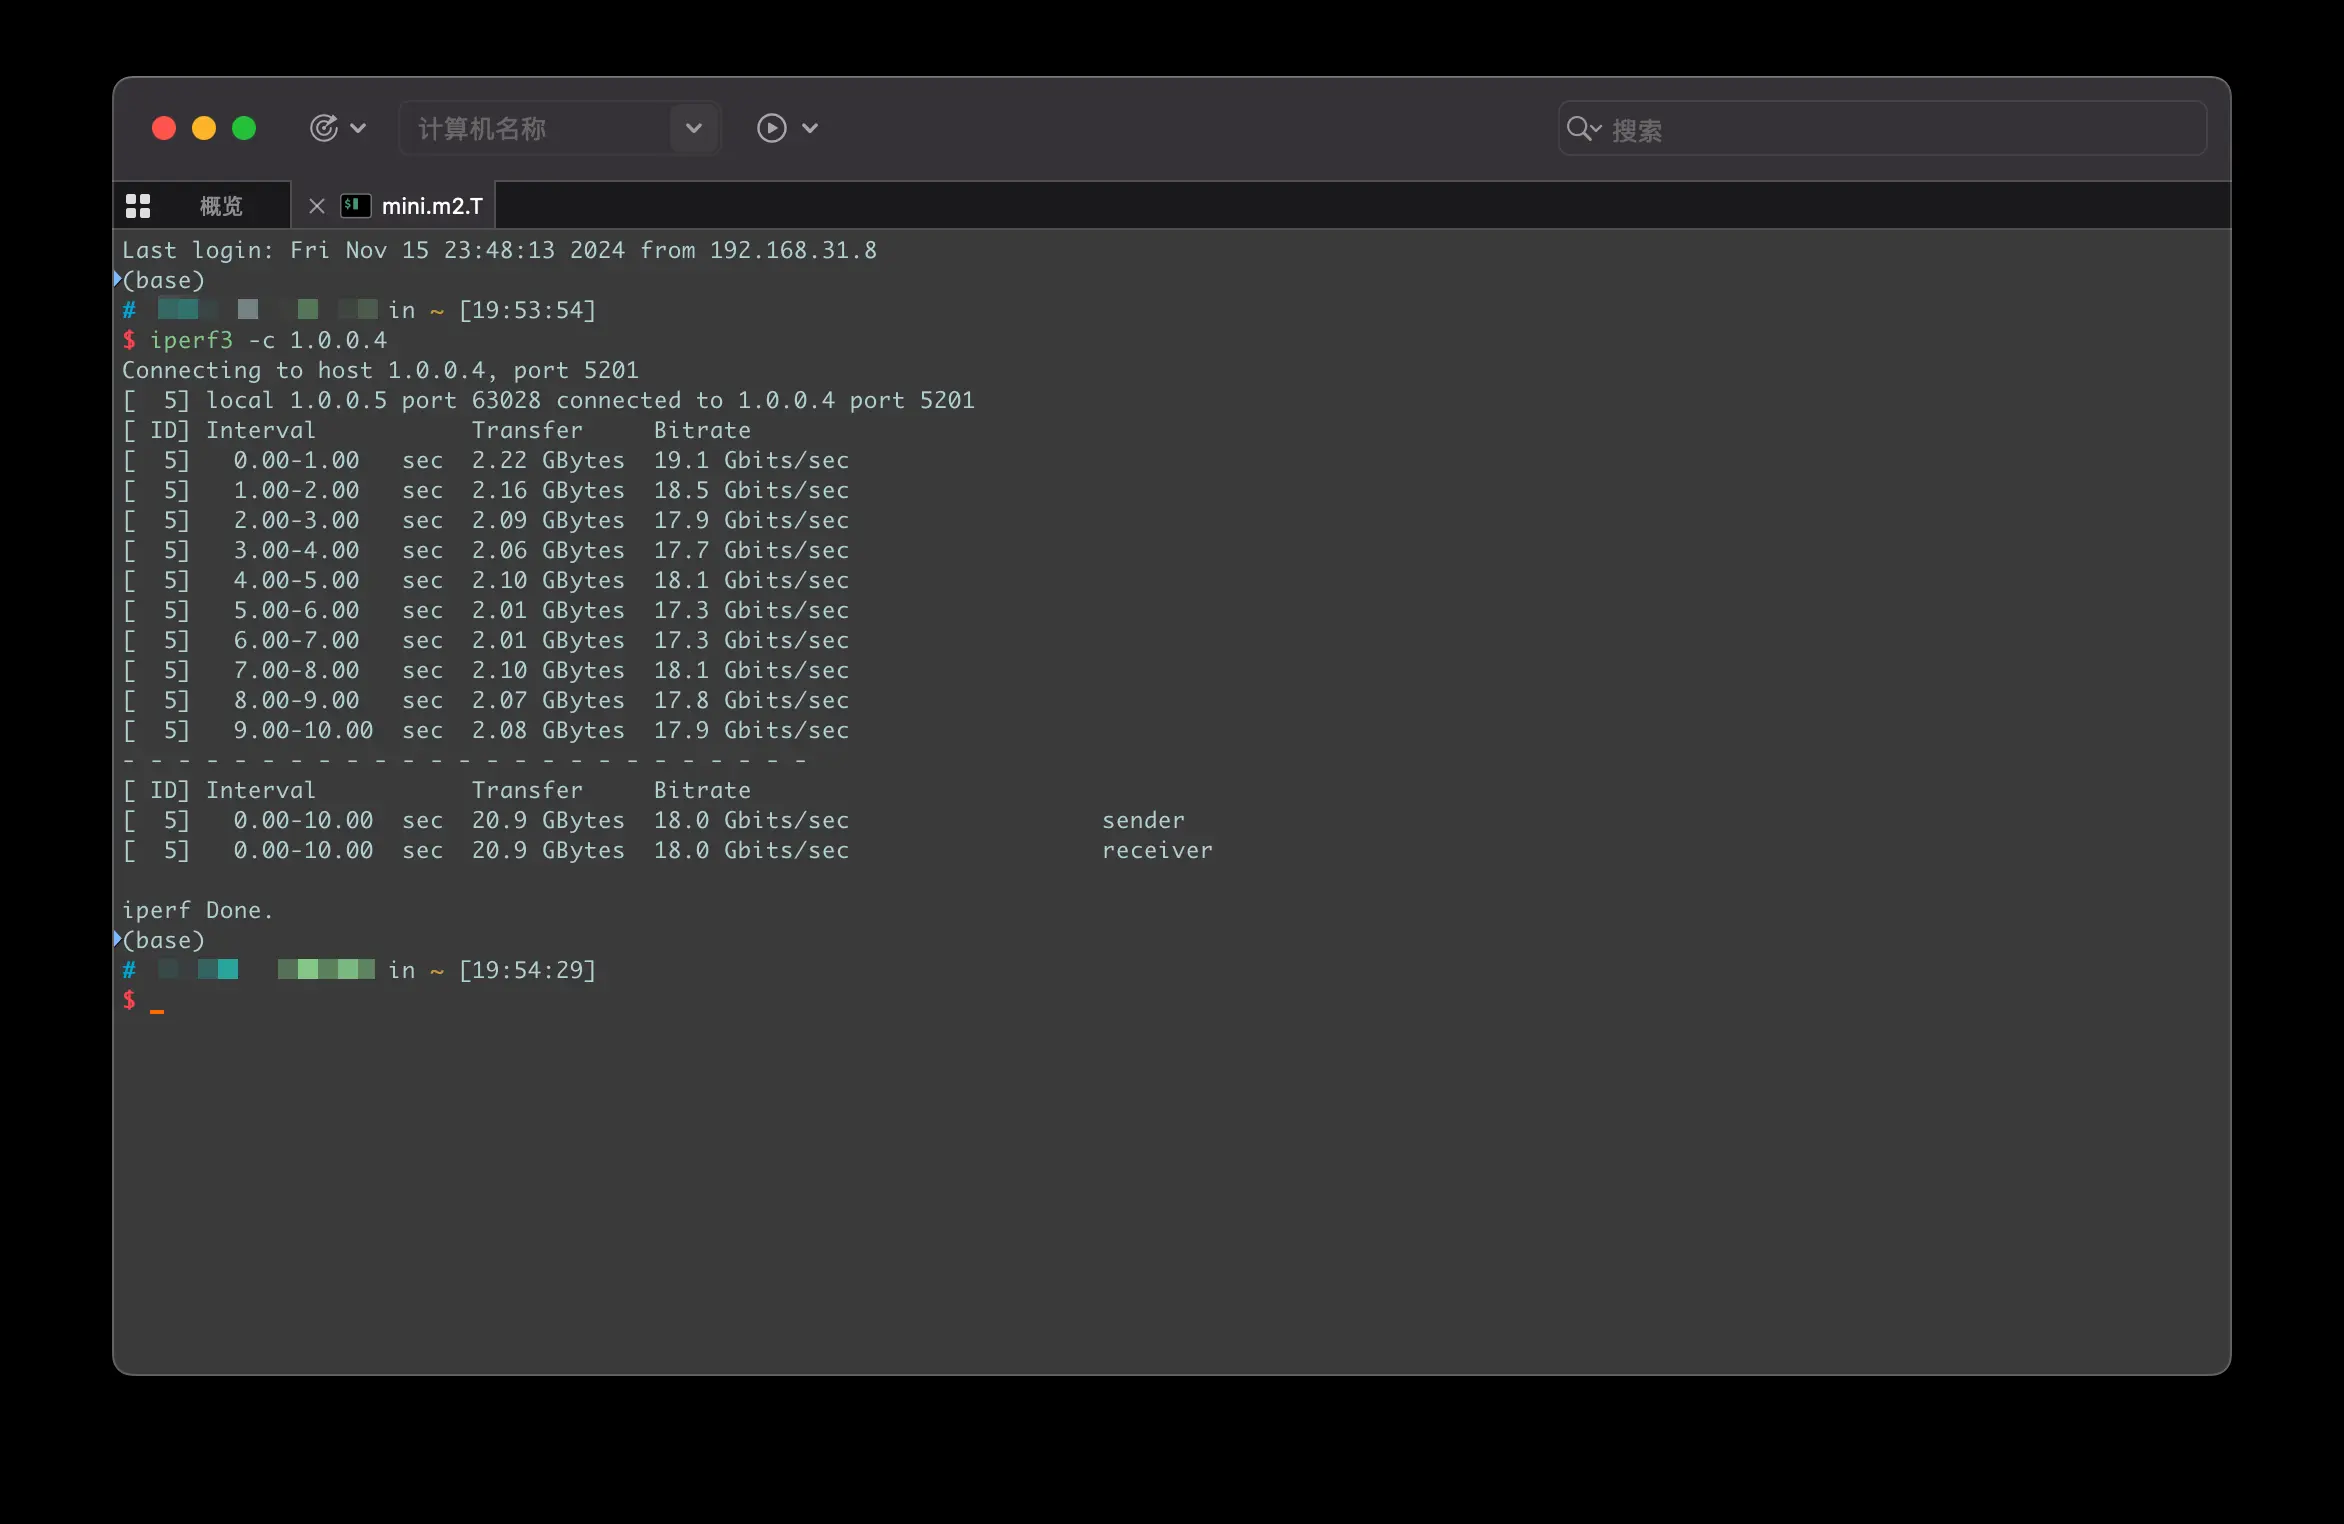 计算机名称
搜索
概览
mini.m2.T
Last login: Fri Nov 15 23:48:13 2024 from 192.168.31.8
(base)
# in ~ [19:53:54]
$ iperf3 -c 1.0.0.4
Connecting to host 1.0.0.4, port 5201
[  5] local 1.0.0.5 port 63028 connected to 1.0.0.4 port 5201
[ ID] Interval           Transfer     Bitrate
[  5]   0.00-1.00   sec  2.22 GBytes  19.1 Gbits/sec
[  5]   1.00-2.00   sec  2.16 GBytes  18.5 Gbits/sec
[  5]   2.00-3.00   sec  2.09 GBytes  17.9 Gbits/sec
[  5]   3.00-4.00   sec  2.06 GBytes  17.7 Gbits/sec
[  5]   4.00-5.00   sec  2.10 GBytes  18.1 Gbits/sec
[  5]   5.00-6.00   sec  2.01 GBytes  17.3 Gbits/sec
[  5]   6.00-7.00   sec  2.01 GBytes  17.3 Gbits/sec
[  5]   7.00-8.00   sec  2.10 GBytes  18.1 Gbits/sec
[  5]   8.00-9.00   sec  2.07 GBytes  17.8 Gbits/sec
[  5]   9.00-10.00  sec  2.08 GBytes  17.9 Gbits/sec
- - - - - - - - - - - - - - - - - - - - - - - - -
[ ID] Interval           Transfer     Bitrate
[  5]   0.00-10.00  sec  20.9 GBytes  18.0 Gbits/sec                  sender
[  5]   0.00-10.00  sec  20.9 GBytes  18.0 Gbits/sec                  receiver
iperf Done.
(base)
# in ~ [19:54:29]
$